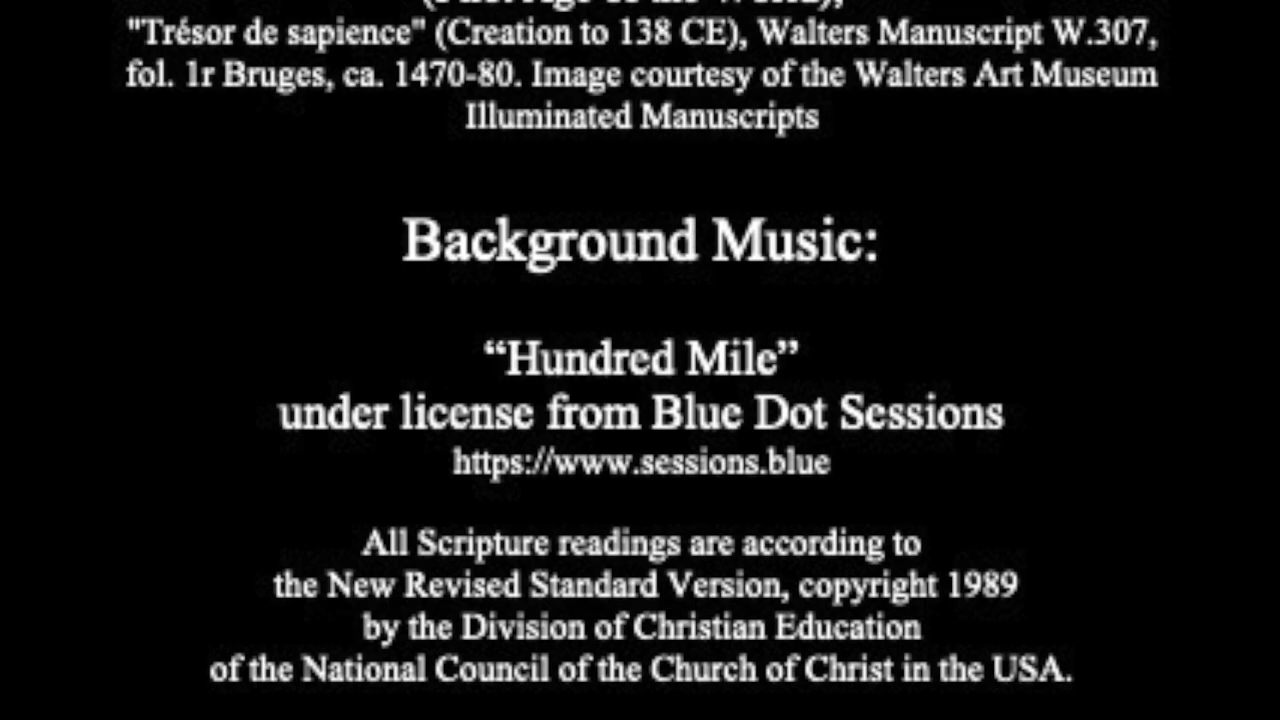 "Trésor de sapience" (Creation to 138 CE), Walters Manuscript W.307,
fol. 1r Bruges, ca. 1470-80. Image courtesy of the Walters Art Museum
Illuminated Manuscripts
Background Music:
“Hundred Mile”
under license from Blue Dot Sessions
https://www.sessions.blue
All Scripture readings are according to
the New Revised Standard Version, copyright 1989
by the Division of Christian Education
of the National Council of the Church of Christ in the USA.